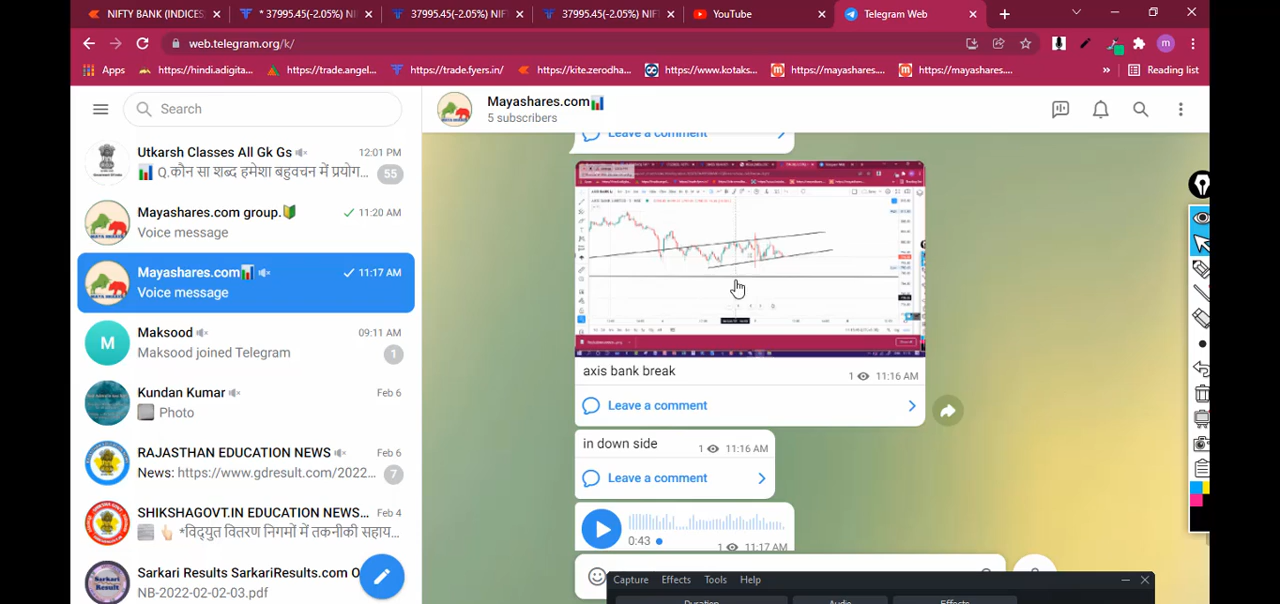 NIFTY BANK (INDICES
* 37995.45(-2.05%) NI
37995.45(-2.05%) NIFT
37995.45(-2.05%) NIFT
YouTube
Telegram Web
web.telegram.org/k/
m
Apps
https://hindi.adigita...
https://trade.angel...
https://trade.fyers.in/
https://kite.zerodha...
https://www.kotaks...
https://mayashares....
https://mayashares....
Reading list
Search
Mayashares.com📊
5 subscribers
Utkarsh Classes All Gk Gs
12:01 PM
📊 Q.कौन सा शब्द हमेशा बहुवचन में प्रयोग...
55
Mayashares.com group.🔰
11:20 AM
Voice message
Mayashares.com📊
11:17 AM
Voice message
M
Maksood
09:11 AM
Maksood joined Telegram
1
Kundan Kumar
Feb 6
Photo
RAJASTHAN EDUCATION NEWS
Feb 6
News: https://www.gdresult.com/2022...
7
SHIKSHAGOVT.IN EDUCATION NEWS...
Feb 4
👆🏻 *विद्युत वितरण निगमों में तकनीकी सहाय...
Sarkari Results SarkariResults.com O
NB-2022-02-02-03.pdf
Leave a comment
axis bank break
1 11:16 AM
Leave a comment
in down side
1 11:16 AM
Leave a comment
0:43
1 11:17 AM
Capture Effects Tools Help
Duration Audio Effects